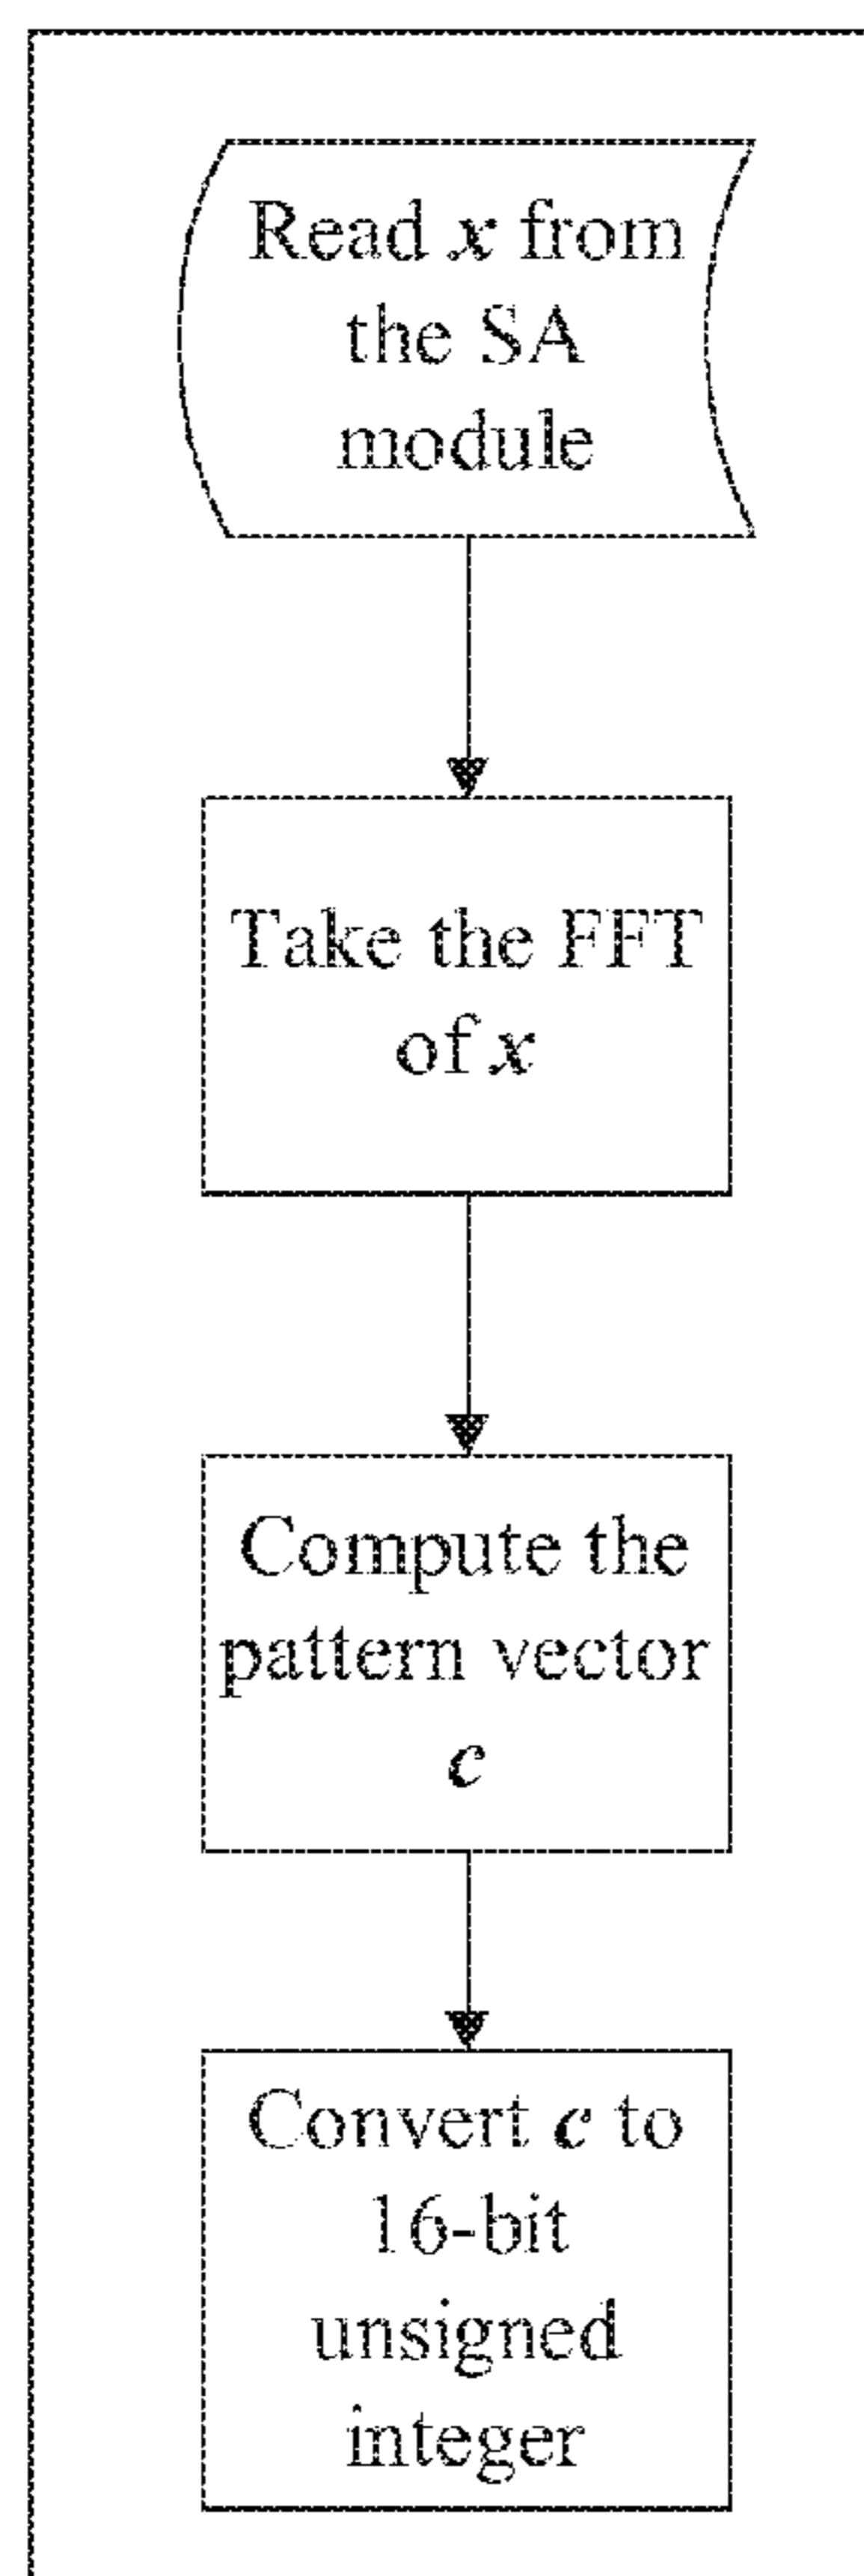 Read x from
the SA
module
Take the FFT
of x
Compute the
pattern vector
c
Convert c to
16-bit
unsigned
integer